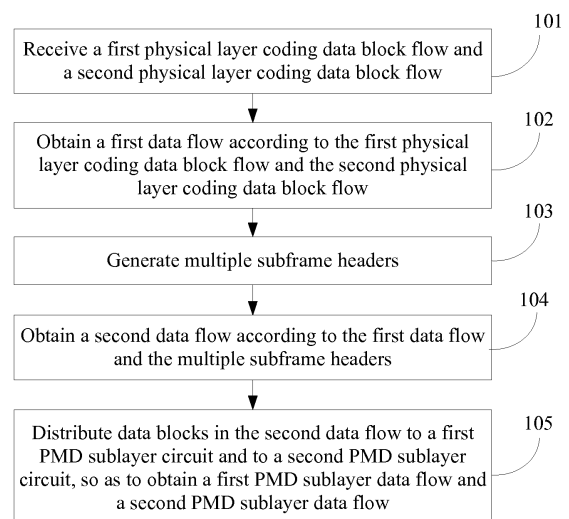 101
Receive a first physical layer coding data block flow and
a second physical layer coding data block flow
102
Obtain a first data flow according to the first physical
layer coding data block flow and the second physical
layer coding data block flow
103
Generate multiple subframe headers
104
Obtain a second data flow according to the first data flow
and the multiple subframe headers
105
Distribute data blocks in the second data flow to a first
PMD sublayer circuit and to a second PMD sublayer
circuit, so as to obtain a first PMD sublayer data flow and
a second PMD sublayer data flow